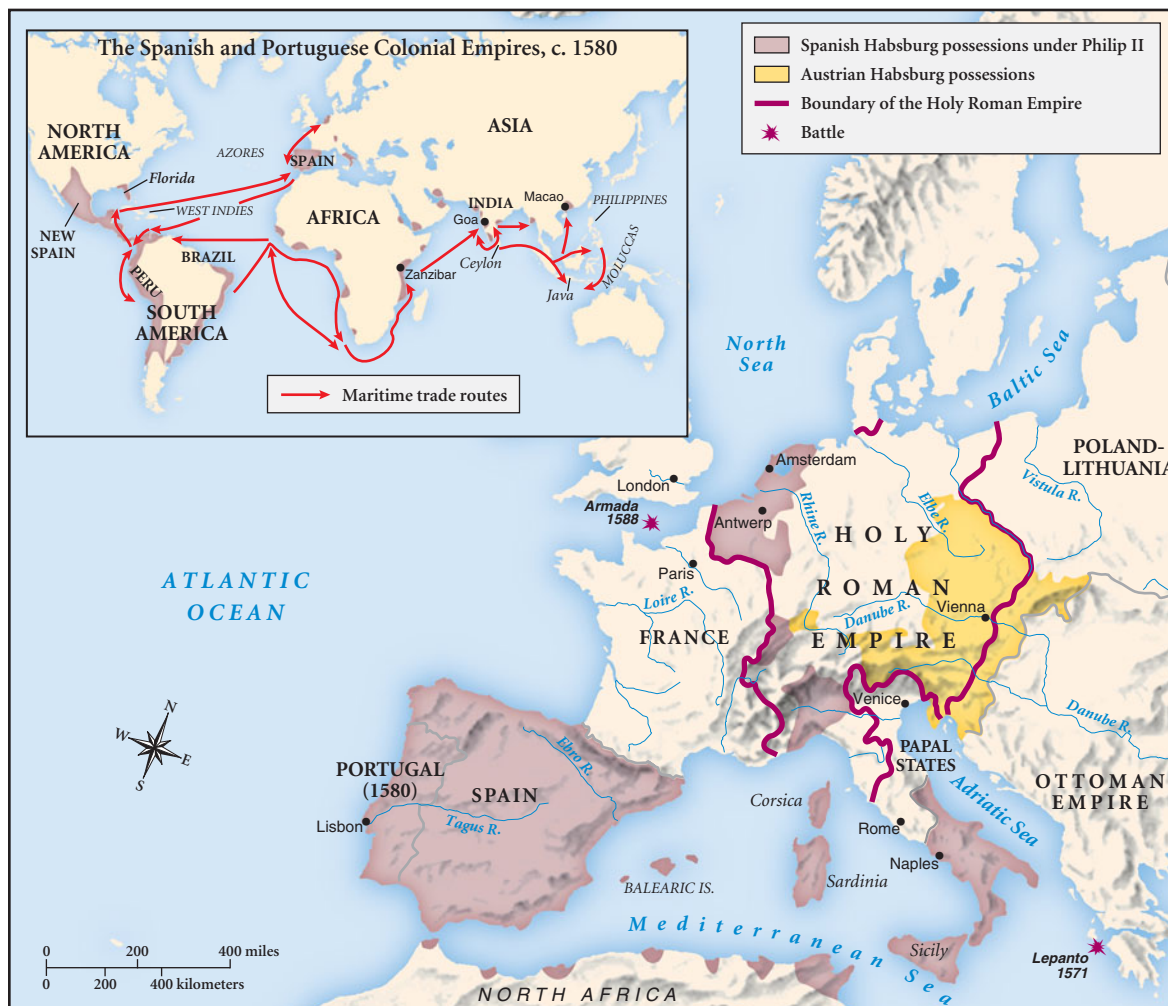 The Spanish and Portuguese Colonial Empires, c. 1580
NORTH
AMERICA
ASIA
AZORES
SPAIN
Florida
WEST INDIES
AFRICA
INDIA
Macao
PHILIPPINES
Goa
NEW
SPAIN
BRAZIL
Ceylon
MOLUCCAS
Zanzibar
PERU
Java
SOUTH
AMERICA
Maritime trade routes
Spanish Habsburg possessions under Philip II
Austrian Habsburg possessions
Boundary of the Holy Roman Empire
Battle
North
Sea
Baltic Sea
POLAND-
LITHUANIA
Amsterdam
London
Vistula R.
Armada
1588
Antwerp
Rhine R.
Elbe R.
HOLY
ROMAN
EMPIRE
ATLANTIC
OCEAN
Paris
Loire R.
Danube R.
Vienna
FRANCE
Venice
Danube R.
N
W
E
S
PAPAL
STATES
Ebro R.
PORTUGAL
(1580)
SPAIN
OTTOMAN
EMPIRE
Adriatic Sea
Corsica
Lisbon
Tagus R.
Rome
Naples
BALEARIC IS.
Sardinia
Mediterranean Sea
Sicily
Lepanto
1571
0 200 400 miles
0 200 400 kilometers
NORTH AFRICA